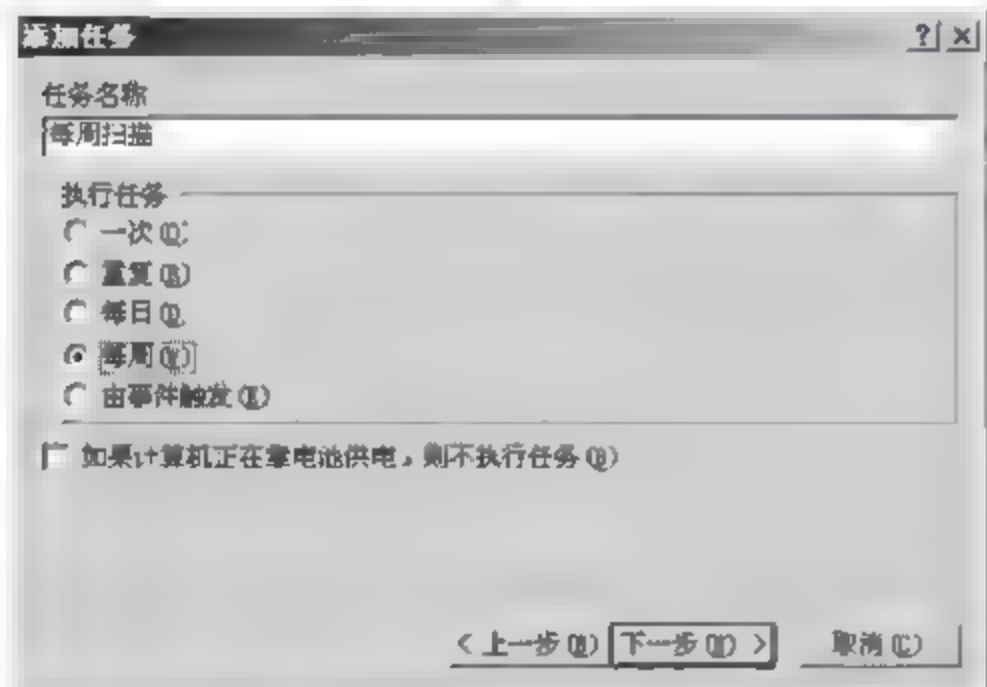 添加任务
任务名称
每周扫描
执行任务
一次(O)
重复(R)
每日(D)
每周(W)
由事件触发(E)
如果计算机正在靠电池供电，则不执行任务(B)
< 上一步(B) 下一步(N) > 取消(C)